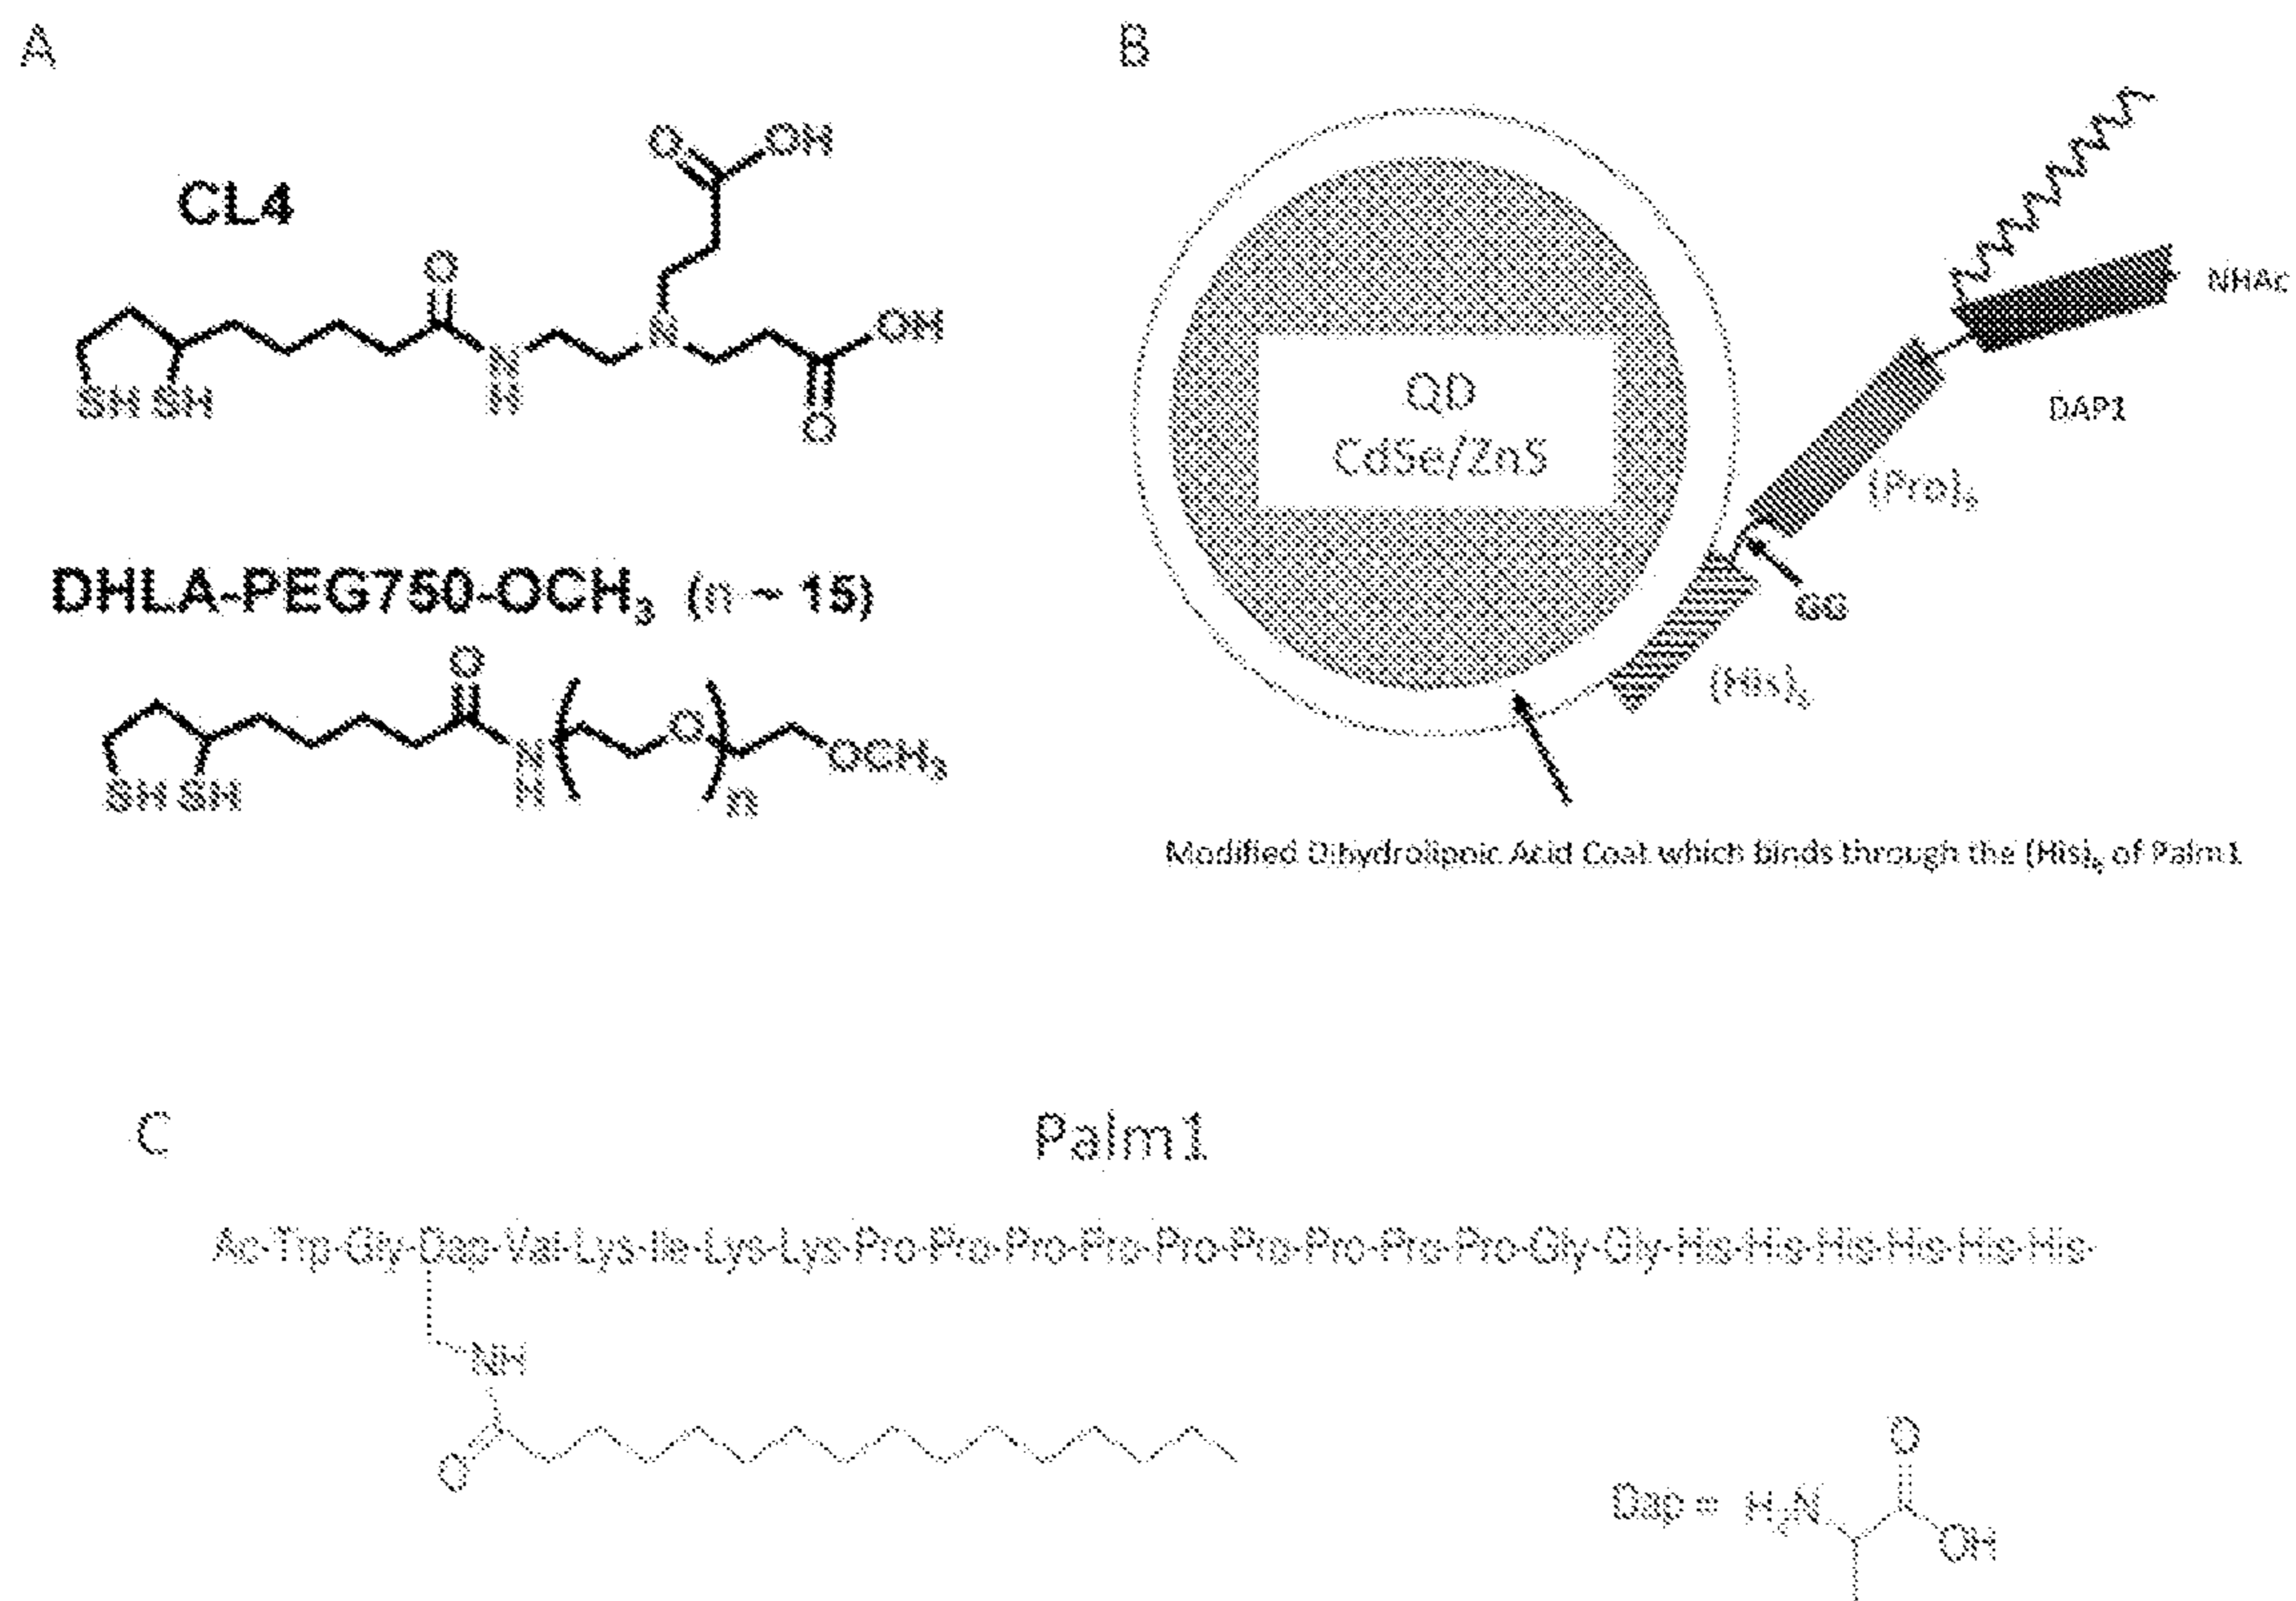 A
B
CL4
O
OH
O
N
H
N
OH
O
SH SH
DHLA-PEG750-OCH₃ (n ~ 15)
O
N
H
O
n
OCH₃
SH SH
QD
CdSe/ZnS
NHAc
DAP1
(Pro)₉
GG
(His)₆
Modified Dihydrolipoic Acid Coat which binds through the (His)₆ of Palm1
C
Palm1
Ac-Trp-Gly-Dap-Val-Lys-Ile-Lys-Lys-Pro-Pro-Pro-Pro-Pro-Pro-Pro-Pro-Pro-Gly-Gly-His-His-His-His-His-His-
NH
O
Dap = H₂N
O
OH